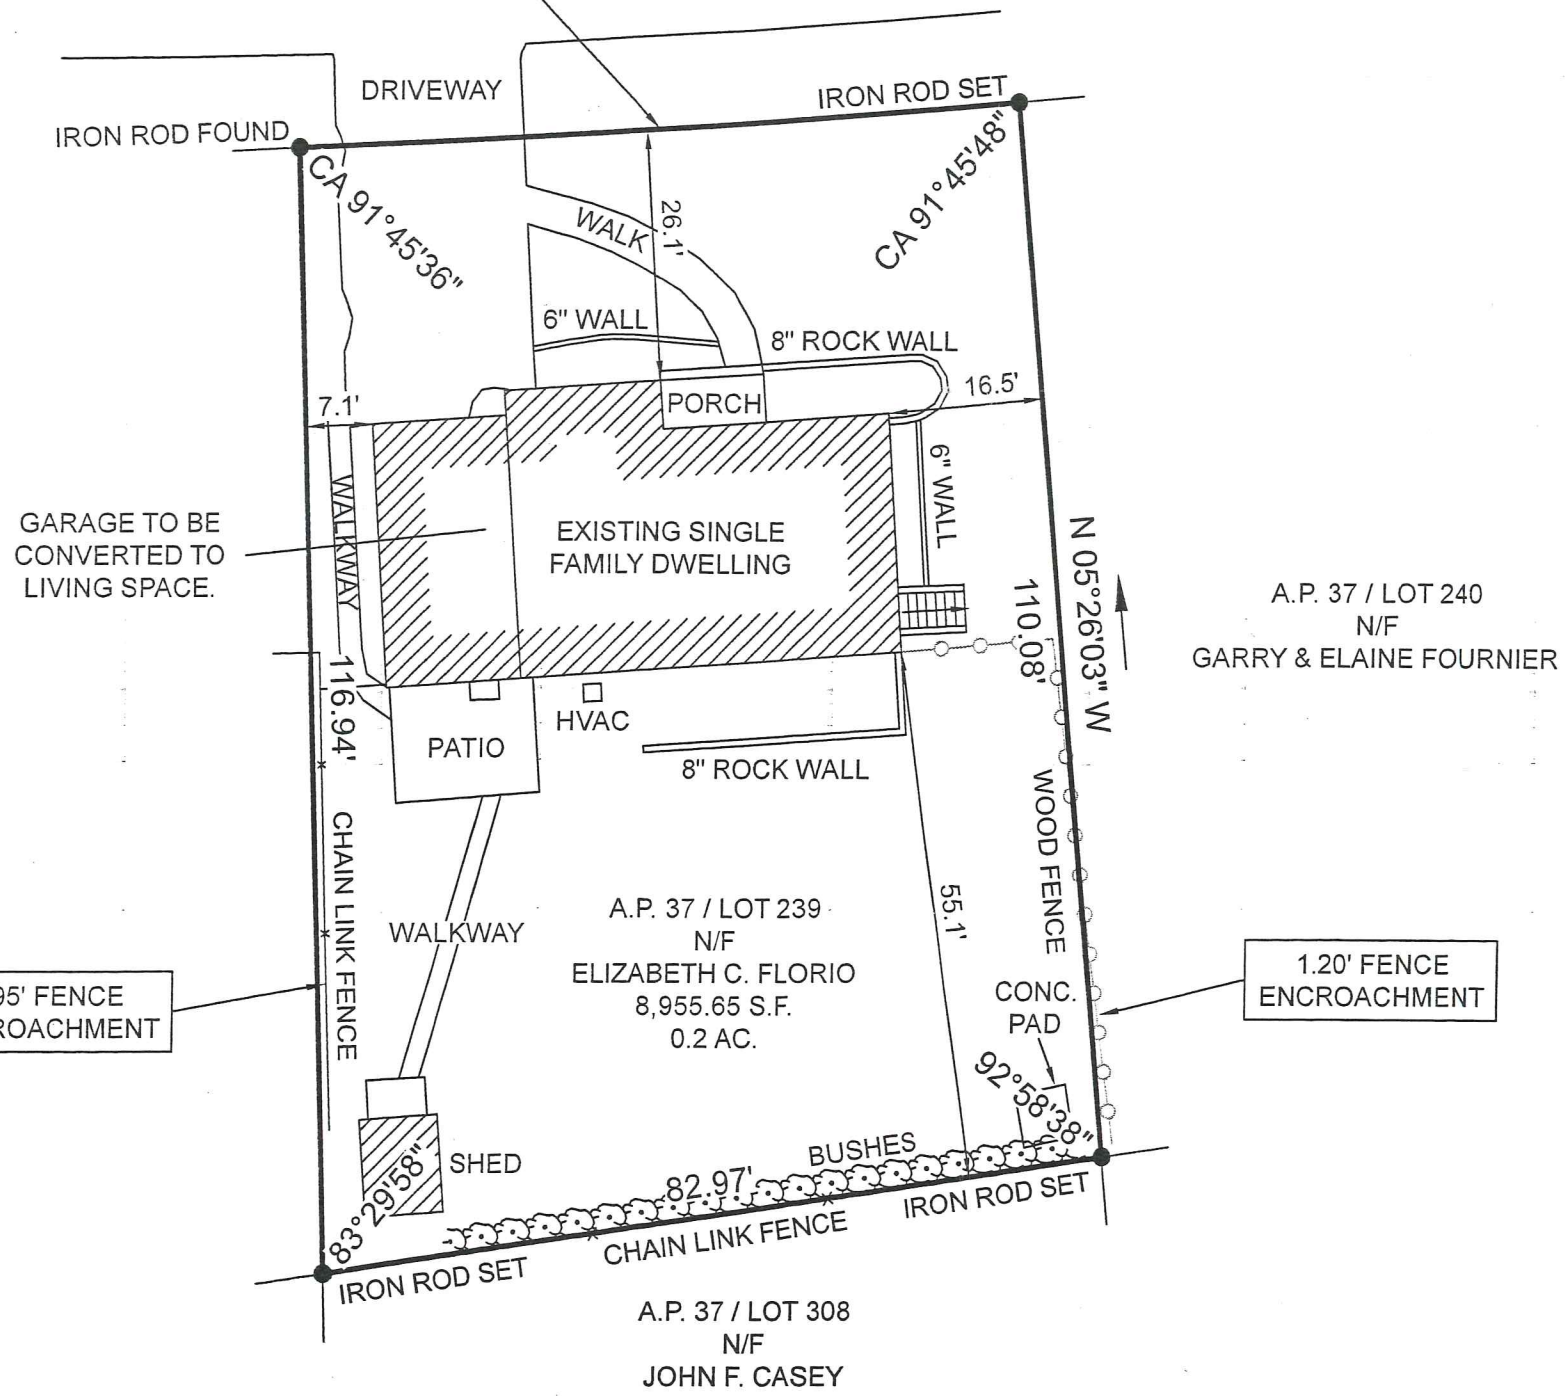 DRIVEWAY
IRON ROD SET
IRON ROD FOUND
CA 91°45'36"
CA 91°45'48"
WALK
26.1'
6" WALL
8" ROCK WALL
7.1'
PORCH
16.5'
WALKWAY
6" WALL
GARAGE TO BE
CONVERTED TO
LIVING SPACE.
EXISTING SINGLE
FAMILY DWELLING
N 05°26'03" W
110.08'
A.P. 37 / LOT 240
N/F
GARRY & ELAINE FOURNIER
116.94'
PATIO
HVAC
8" ROCK WALL
WOOD FENCE
CHAIN LINK FENCE
55.1'
WALKWAY
A.P. 37 / LOT 239
N/F
ELIZABETH C. FLORIO
8,955.65 S.F.
0.2 AC.
95' FENCE
ROACHMENT
CONC.
PAD
1.20' FENCE
ENCROACHMENT
92°58'38"
SHED
83°29'58"
BUSHES
82.97'
IRON ROD SET
CHAIN LINK FENCE
IRON ROD SET
A.P. 37 / LOT 308
N/F
JOHN F. CASEY